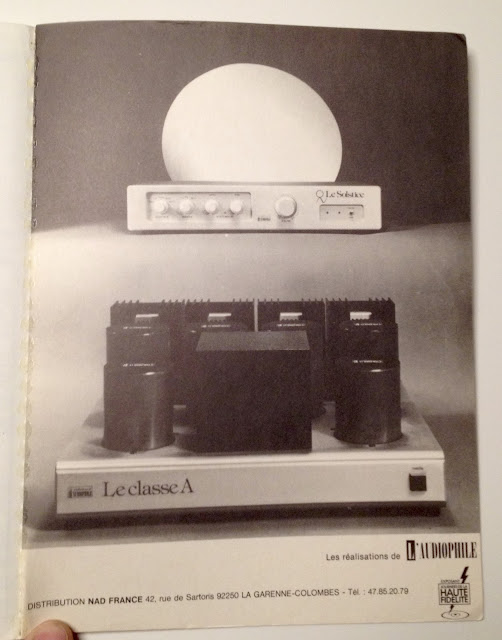 Le Solstice
Le classe A
Les réalisations de L'AUDIOPHILE
DISTRIBUTION NAD FRANCE 42, rue de Sartoris 92250 LA GARENNE-COLOMBES - Tél. : 47.85.20.79
HAUTE
FIDELITE